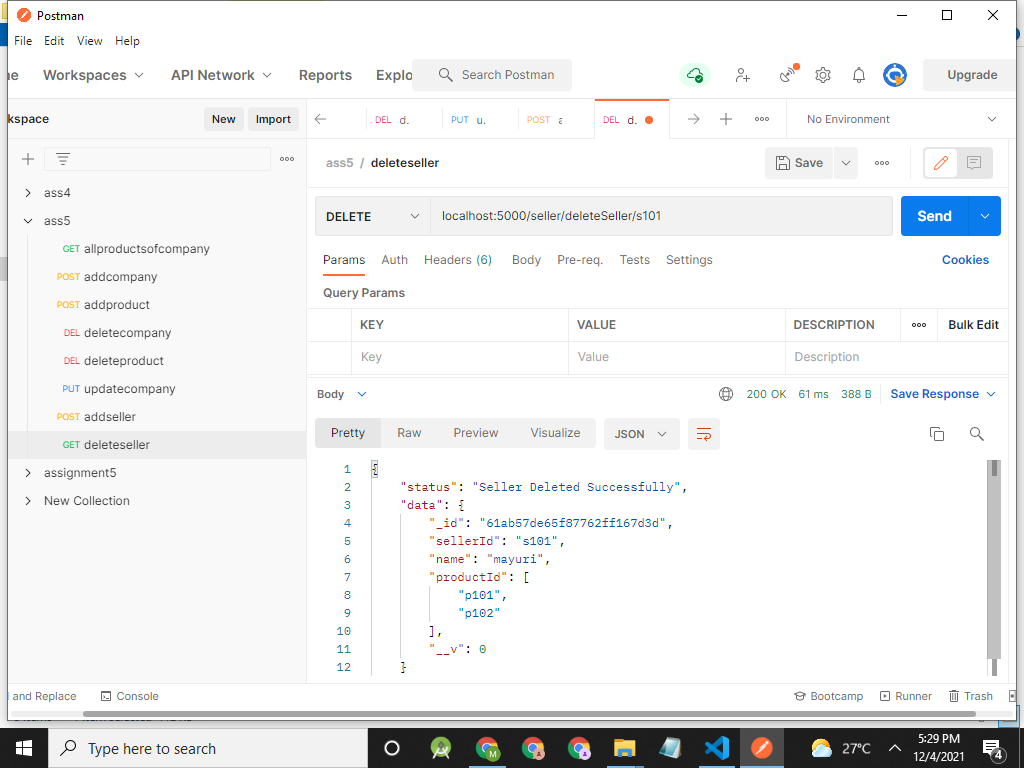 Postman
File Edit View Help
me Workspaces API Network Reports Explo Search Postman Upgrade
kspace New Import DEL d. PUT u. POST a DEL d. No Environment
ass5 / deleteseller Save
ass4
ass5
GET allproductsofcompany
POST addcompany
POST addproduct
DEL deletecompany
DEL deleteproduct
PUT updatecompany
POST addseller
GET deleteseller
assignment5
New Collection
DELETE localhost:5000/seller/deleteSeller/s101 Send
Params Auth Headers (6) Body Pre-req. Tests Settings Cookies
Query Params
KEY VALUE DESCRIPTION Bulk Edit
Key Value Description
Body 200 OK 61 ms 388 B Save Response
Pretty Raw Preview Visualize JSON
1 {
2 "status": "Seller Deleted Successfully",
3 "data": {
4 "_id": "61ab57de65f87762ff167d3d",
5 "sellerId": "s101",
6 "name": "mayuri",
7 "productId": [
8 "p101",
9 "p102"
10 ],
11 "__v": 0
12 }
and Replace Console Bootcamp Runner Trash
Type here to search 27°C 5:29 PM
12/4/2021 4